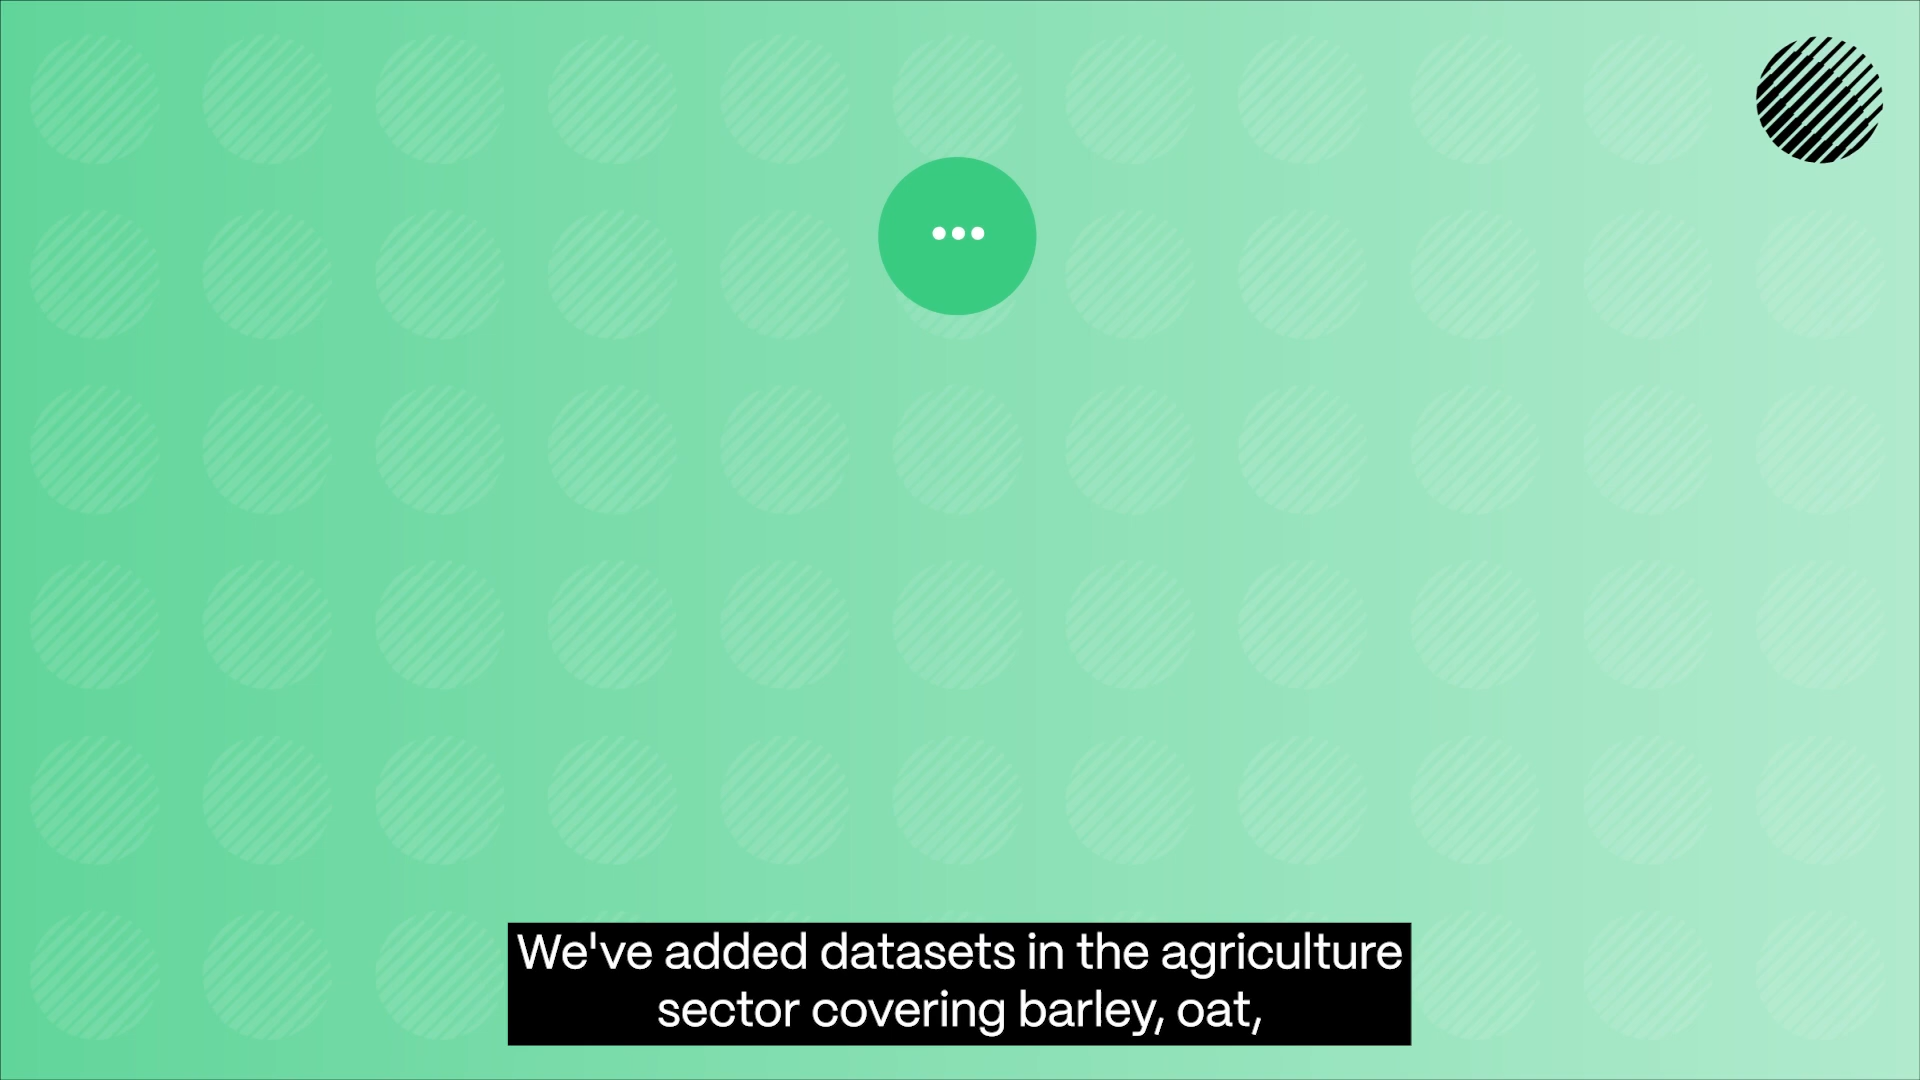 We've added datasets in the agriculture
sector covering barley, oat,